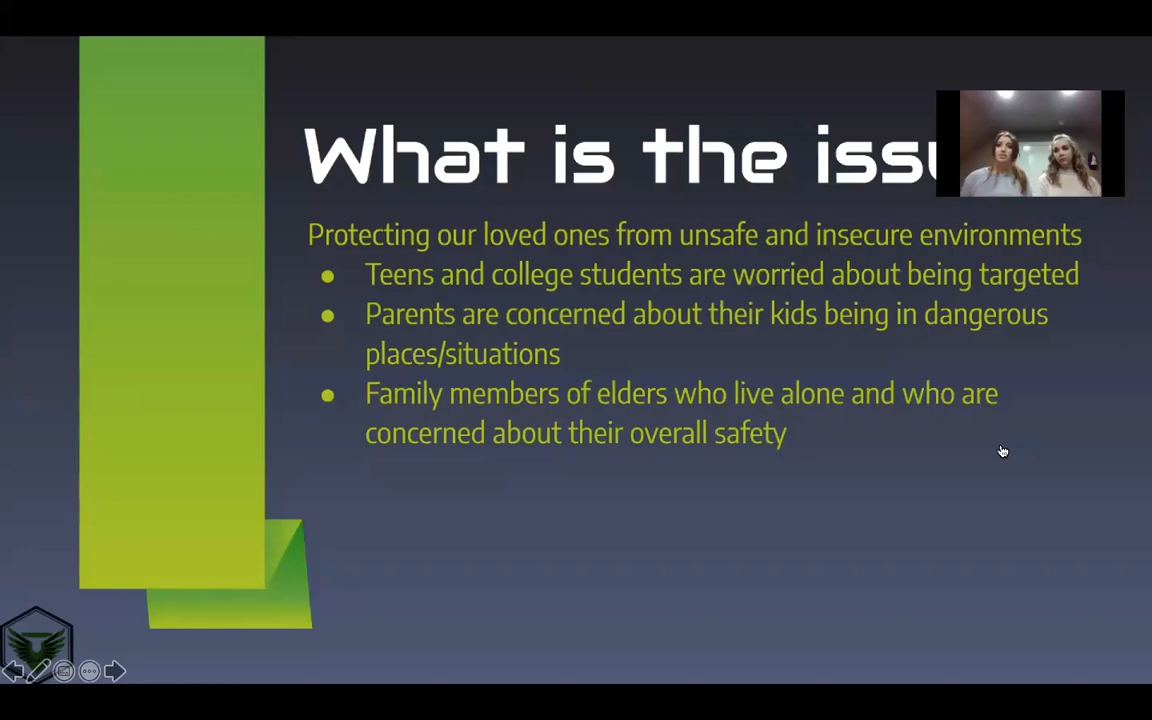 What is the issu
Protecting our loved ones from unsafe and insecure environments
● Teens and college students are worried about being targeted
● Parents are concerned about their kids being in dangerous
places/situations
● Family members of elders who live alone and who are
concerned about their overall safety